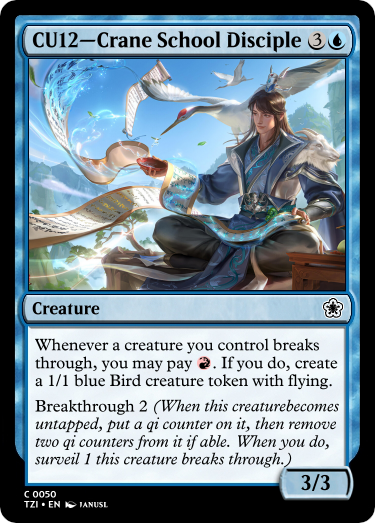 CU12—Crane School Disciple 3
Creature
Whenever a creature you control breaks
through, you may pay . If you do, create
a 1/1 blue Bird creature token with flying.
Breakthrough 2 (When this creaturebecomes
untapped, put a qi counter on it, then remove
two qi counters from it if able. When you do,
surveil 1 this creature breaks through.)
3/3
C 0050
TZI • EN JANUSL